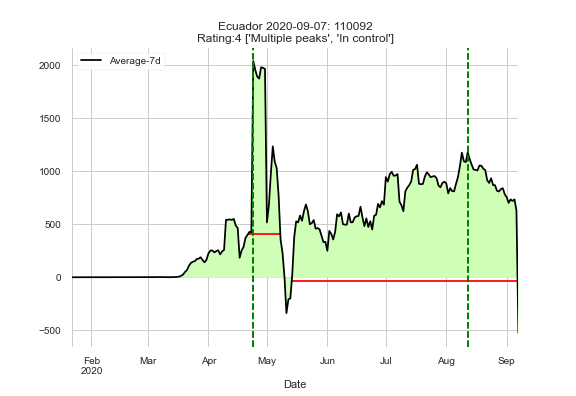 Ecuador 2020-09-07: 110092
Rating:4 ['Multiple peaks', 'In control']
Average-7d
2000
1500
1000
500
0
−500
Feb Mar Apr May Jun Jul Aug Sep
2020
Date